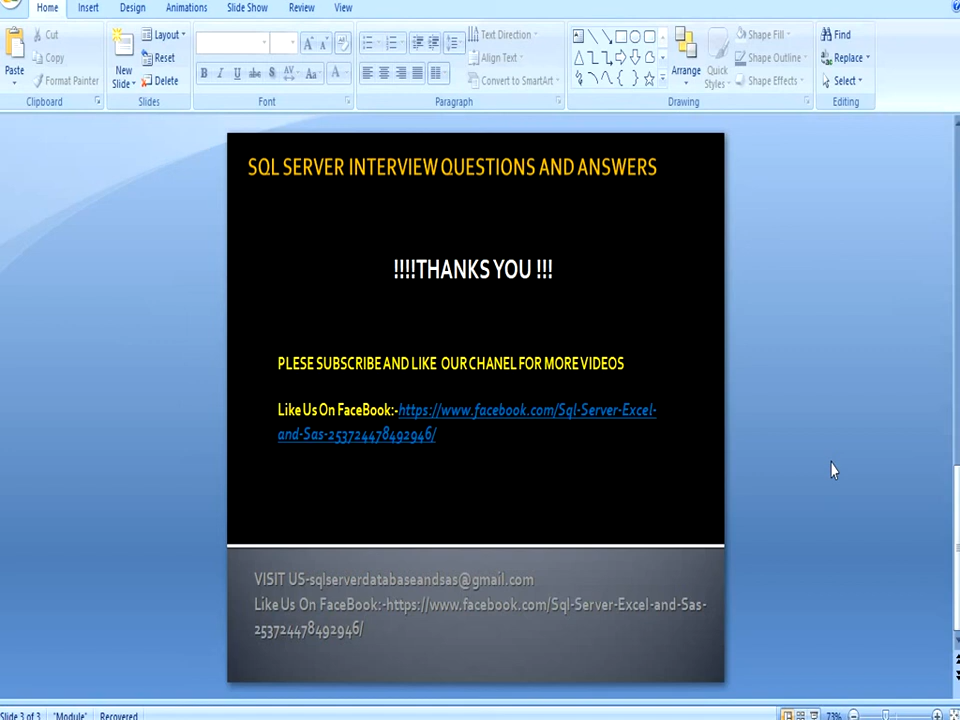 Home Insert Design Animations Slide Show Review View
Cut Layout Text Direction Shape Fill Find
Copy Reset Align Text Shape Outline Replace
Paste Format Painter New Slide Delete Convert to SmartArt Arrange Quick Styles Shape Effects Select
Clipboard Slides Font Paragraph Drawing Editing
SQL SERVER INTERVIEW QUESTIONS AND ANSWERS
!!!!THANKS YOU !!!
PLESE SUBSCRIBE AND LIKE OUR CHANEL FOR MORE VIDEOS
Like Us On FaceBook:-https://www.facebook.com/Sql-Server-Excel-
and-Sas-253724478492946/
VISIT US-sqlserverdatabaseandsas@gmail.com
Like Us On FaceBook:-https://www.facebook.com/Sql-Server-Excel-and-Sas-
253724478492946/
Slide 3 of 3 "Module" Recovered 73%